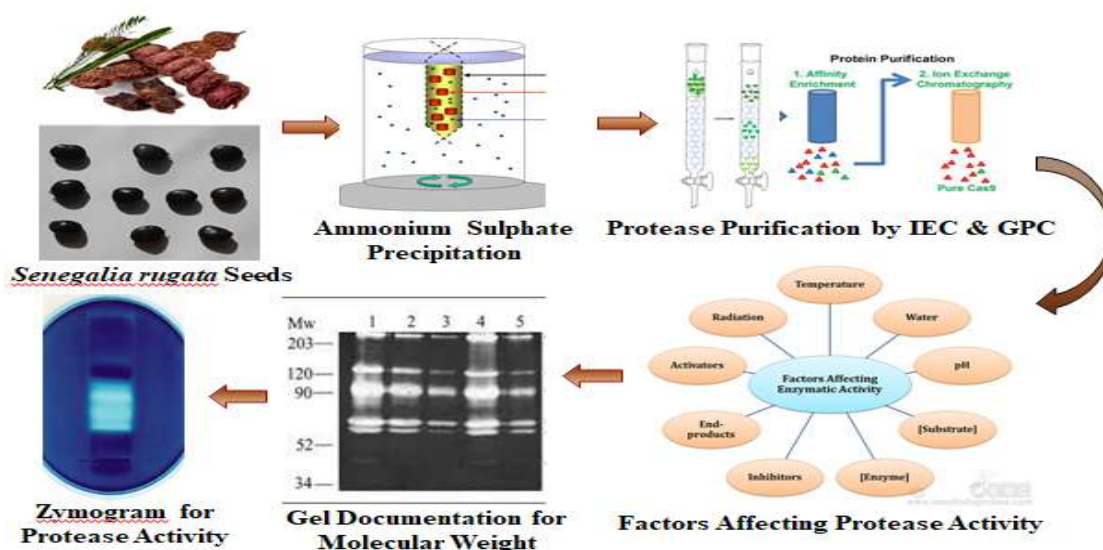 Protein Purification
1. Affinity
Enrichment
2. Ion Exchange
Chromatography
Pure Cas9
Senegalia rugata Seeds
Ammonium Sulphate
Precipitation
Protease Purification by IEC & GPC
Temperature
Radiation
Water
Activators
pH
Factors Affecting
Enzymatic Activity
End-
products
[Substrate]
Inhibitors
[Enzyme]
Factors Affecting Protease Activity
Mw 1 2 3 4 5
203
120
90
52
34
Gel Documentation for
Molecular Weight
Zymogram for
Protease Activity